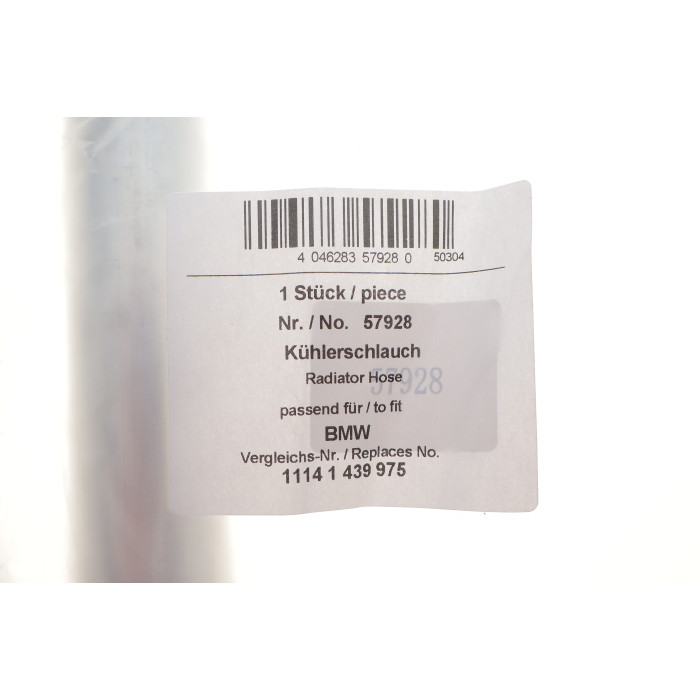 4 046283 57928 0 50304
1 Stück / piece
Nr. / No. 57928
Kühlerschlauch
Radiator Hose
57928
passend für / to fit
BMW
Vergleichs-Nr. / Replaces No.
1114 1 439 975